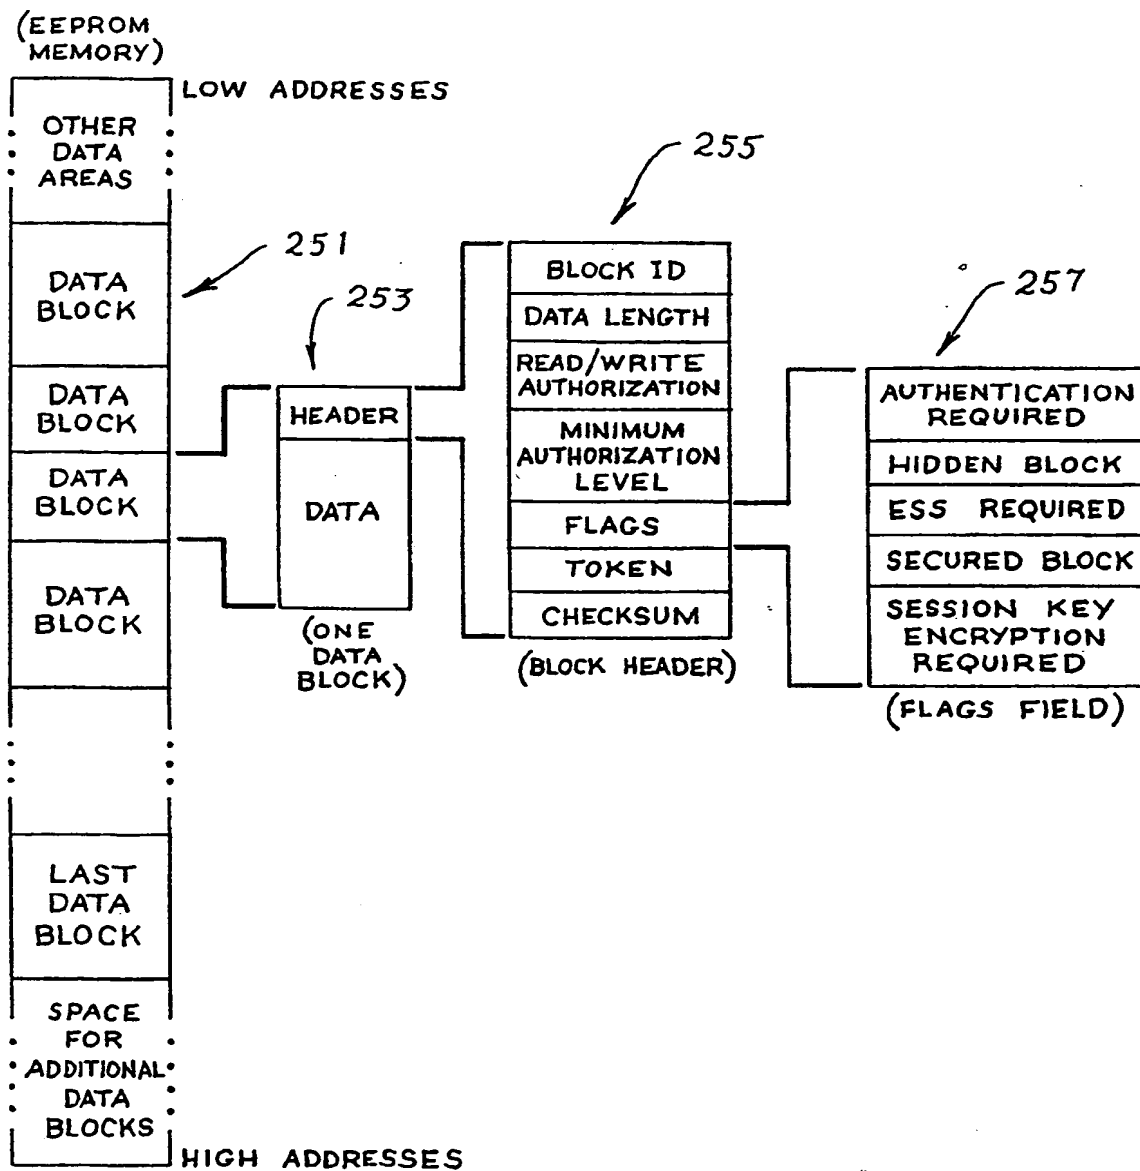 (EEPROM
MEMORY)
LOW ADDRESSES
OTHER
DATA
AREAS
DATA
BLOCK
251
DATA
BLOCK
DATA
BLOCK
DATA
BLOCK
LAST
DATA
BLOCK
SPACE
FOR
ADDITIONAL
DATA
BLOCKS
HIGH ADDRESSES
253
HEADER
DATA
(ONE
DATA
BLOCK)
255
BLOCK ID
DATA LENGTH
READ/WRITE
AUTHORIZATION
MINIMUM
AUTHORIZATION
LEVEL
FLAGS
TOKEN
CHECKSUM
(BLOCK HEADER)
257
AUTHENTICATION
REQUIRED
HIDDEN BLOCK
ESS REQUIRED
SECURED BLOCK
SESSION KEY
ENCRYPTION
REQUIRED
(FLAGS FIELD)